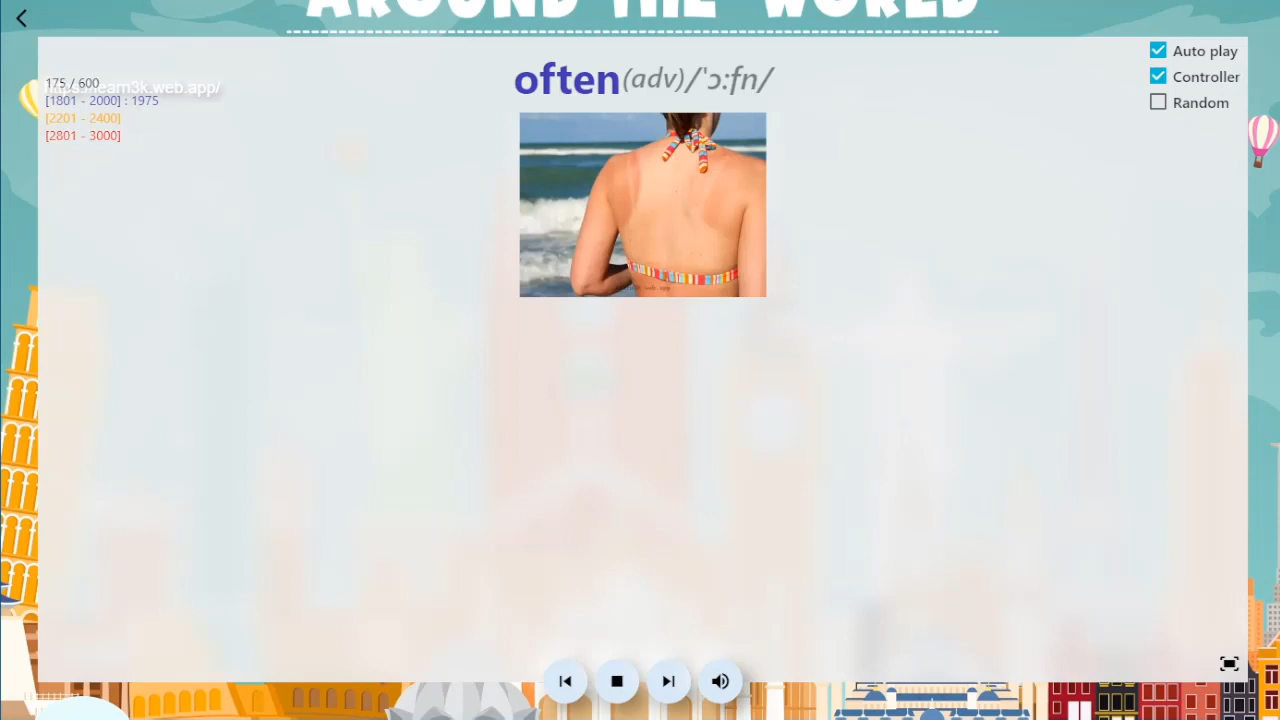 AROUND THE WORLD
175 / 600
https://learn3k.web.app/
[1801 - 2000] : 1975
[2201 - 2400]
[2801 - 3000]
often(adv)/'ɔ:fn/
Auto play
Controller
Random